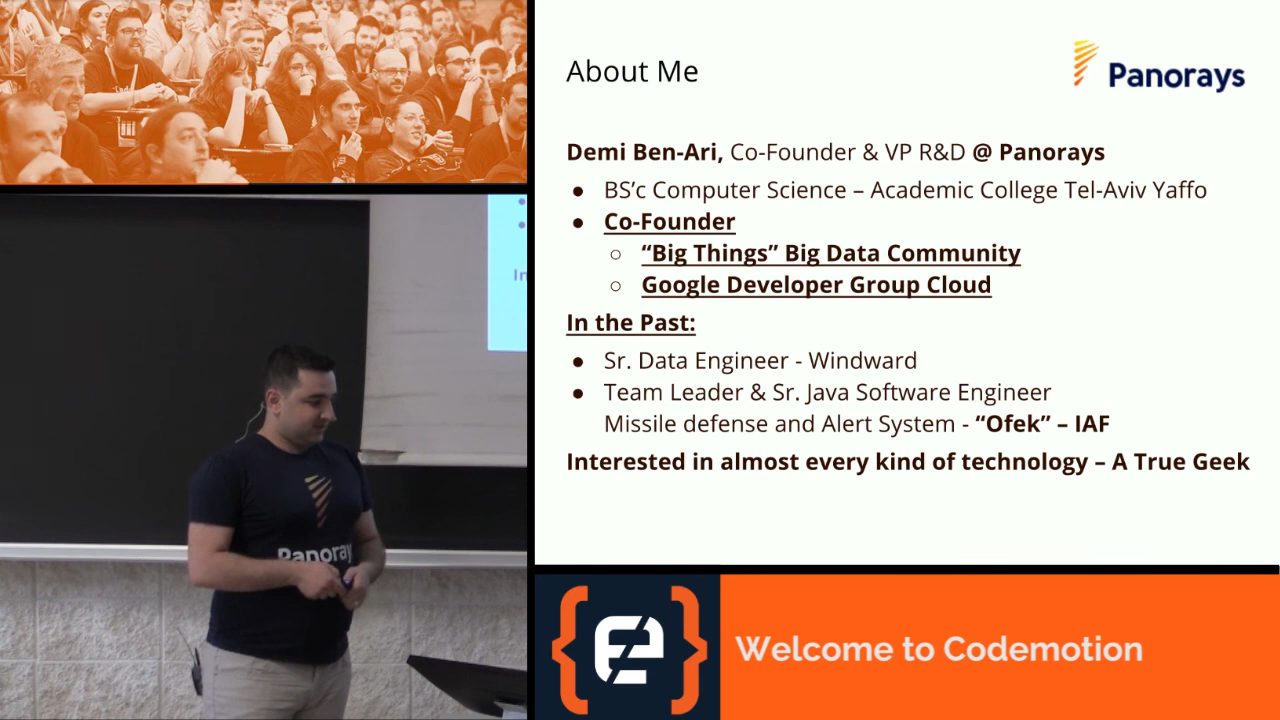 About Me
Panorays
Demi Ben-Ari, Co-Founder & VP R&D @ Panorays
● BS’c Computer Science – Academic College Tel-Aviv Yaffo
● Co-Founder
○ “Big Things” Big Data Community
○ Google Developer Group Cloud
In the Past:
● Sr. Data Engineer - Windward
● Team Leader & Sr. Java Software Engineer
Missile defense and Alert System - “Ofek” – IAF
Interested in almost every kind of technology – A True Geek
In
Panoray
Welcome to Codemotion